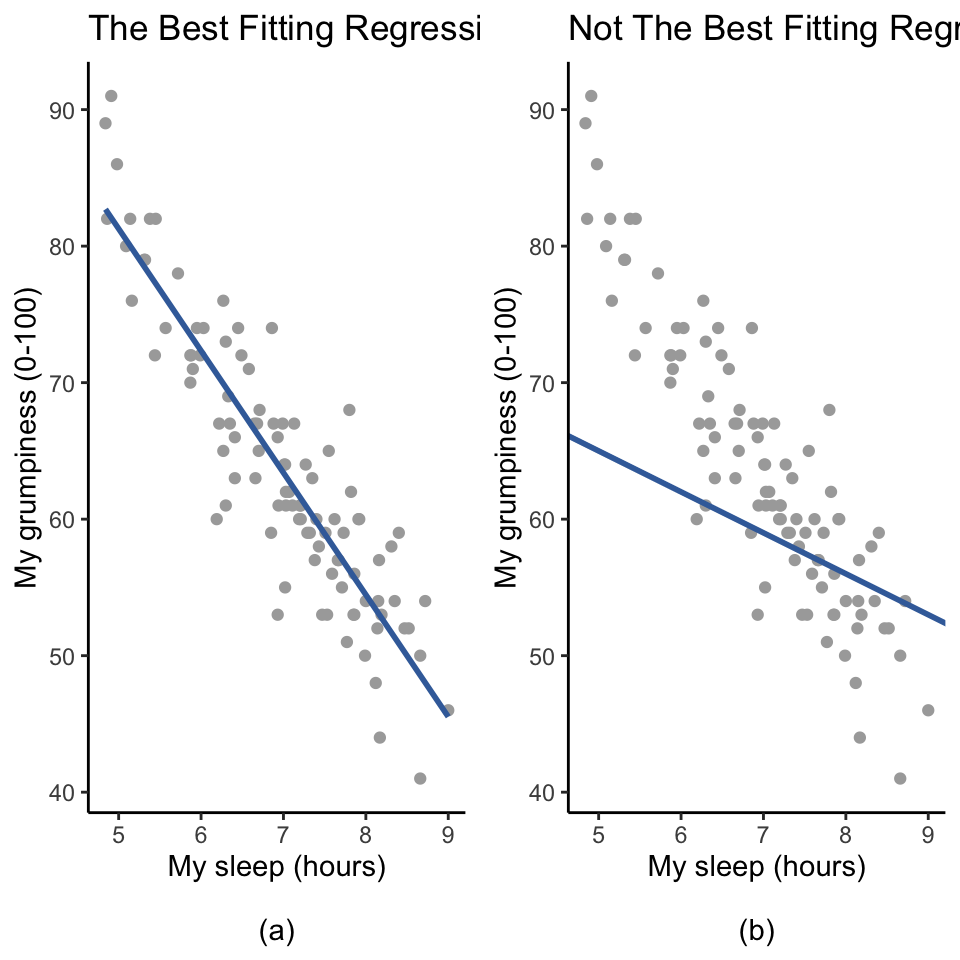 The Best Fitting Regressi
90
80
70
60
50
40
My grumpiness (0-100)
5 6 7 8 9
My sleep (hours)
(a)
Not The Best Fitting Regr
90
80
70
60
50
40
My grumpiness (0-100)
5 6 7 8 9
My sleep (hours)
(b)